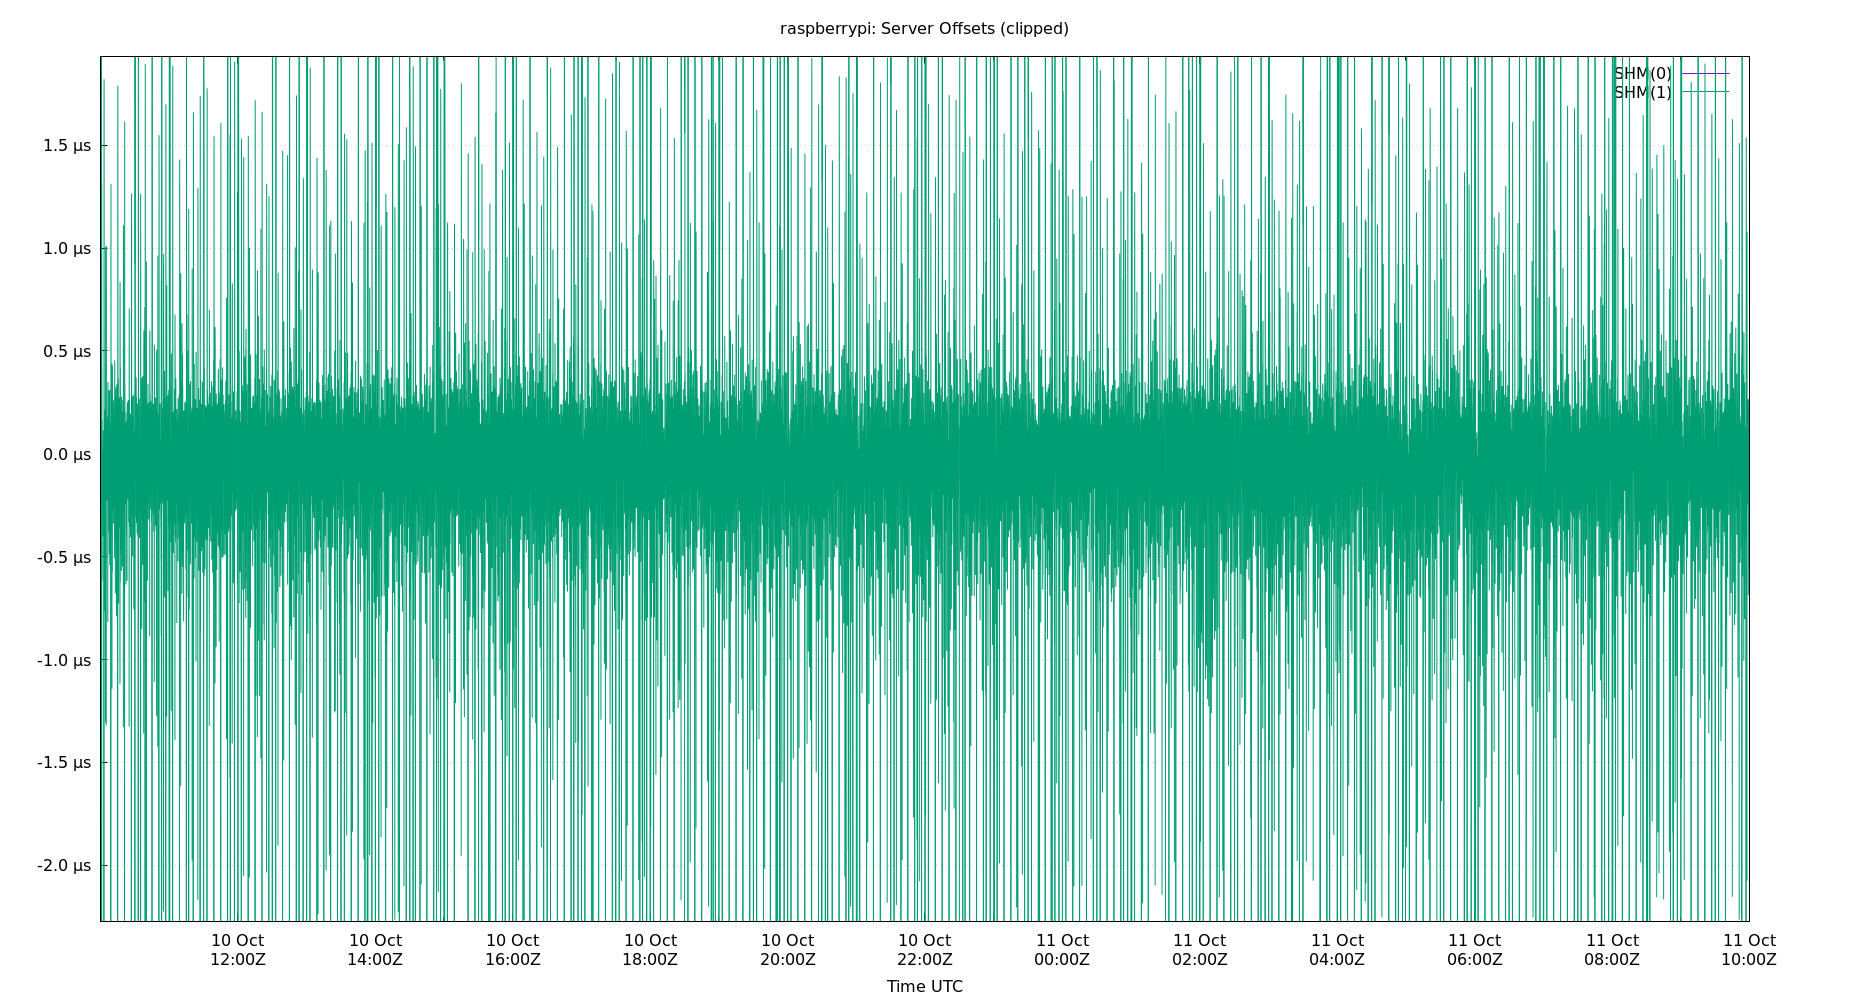 raspberrypi: Server Offsets (clipped)
SHM(0)
SHM(1)
1.5 µs
1.0 µs
0.5 µs
0.0 µs
-0.5 µs
-1.0 µs
-1.5 µs
-2.0 µs
10 Oct 10 Oct 10 Oct 10 Oct 10 Oct 10 Oct 11 Oct 11 Oct 11 Oct 11 Oct 11 Oct 11 Oct
12:00Z 14:00Z 16:00Z 18:00Z 20:00Z 22:00Z 00:00Z 02:00Z 04:00Z 06:00Z 08:00Z 10:00Z
Time UTC